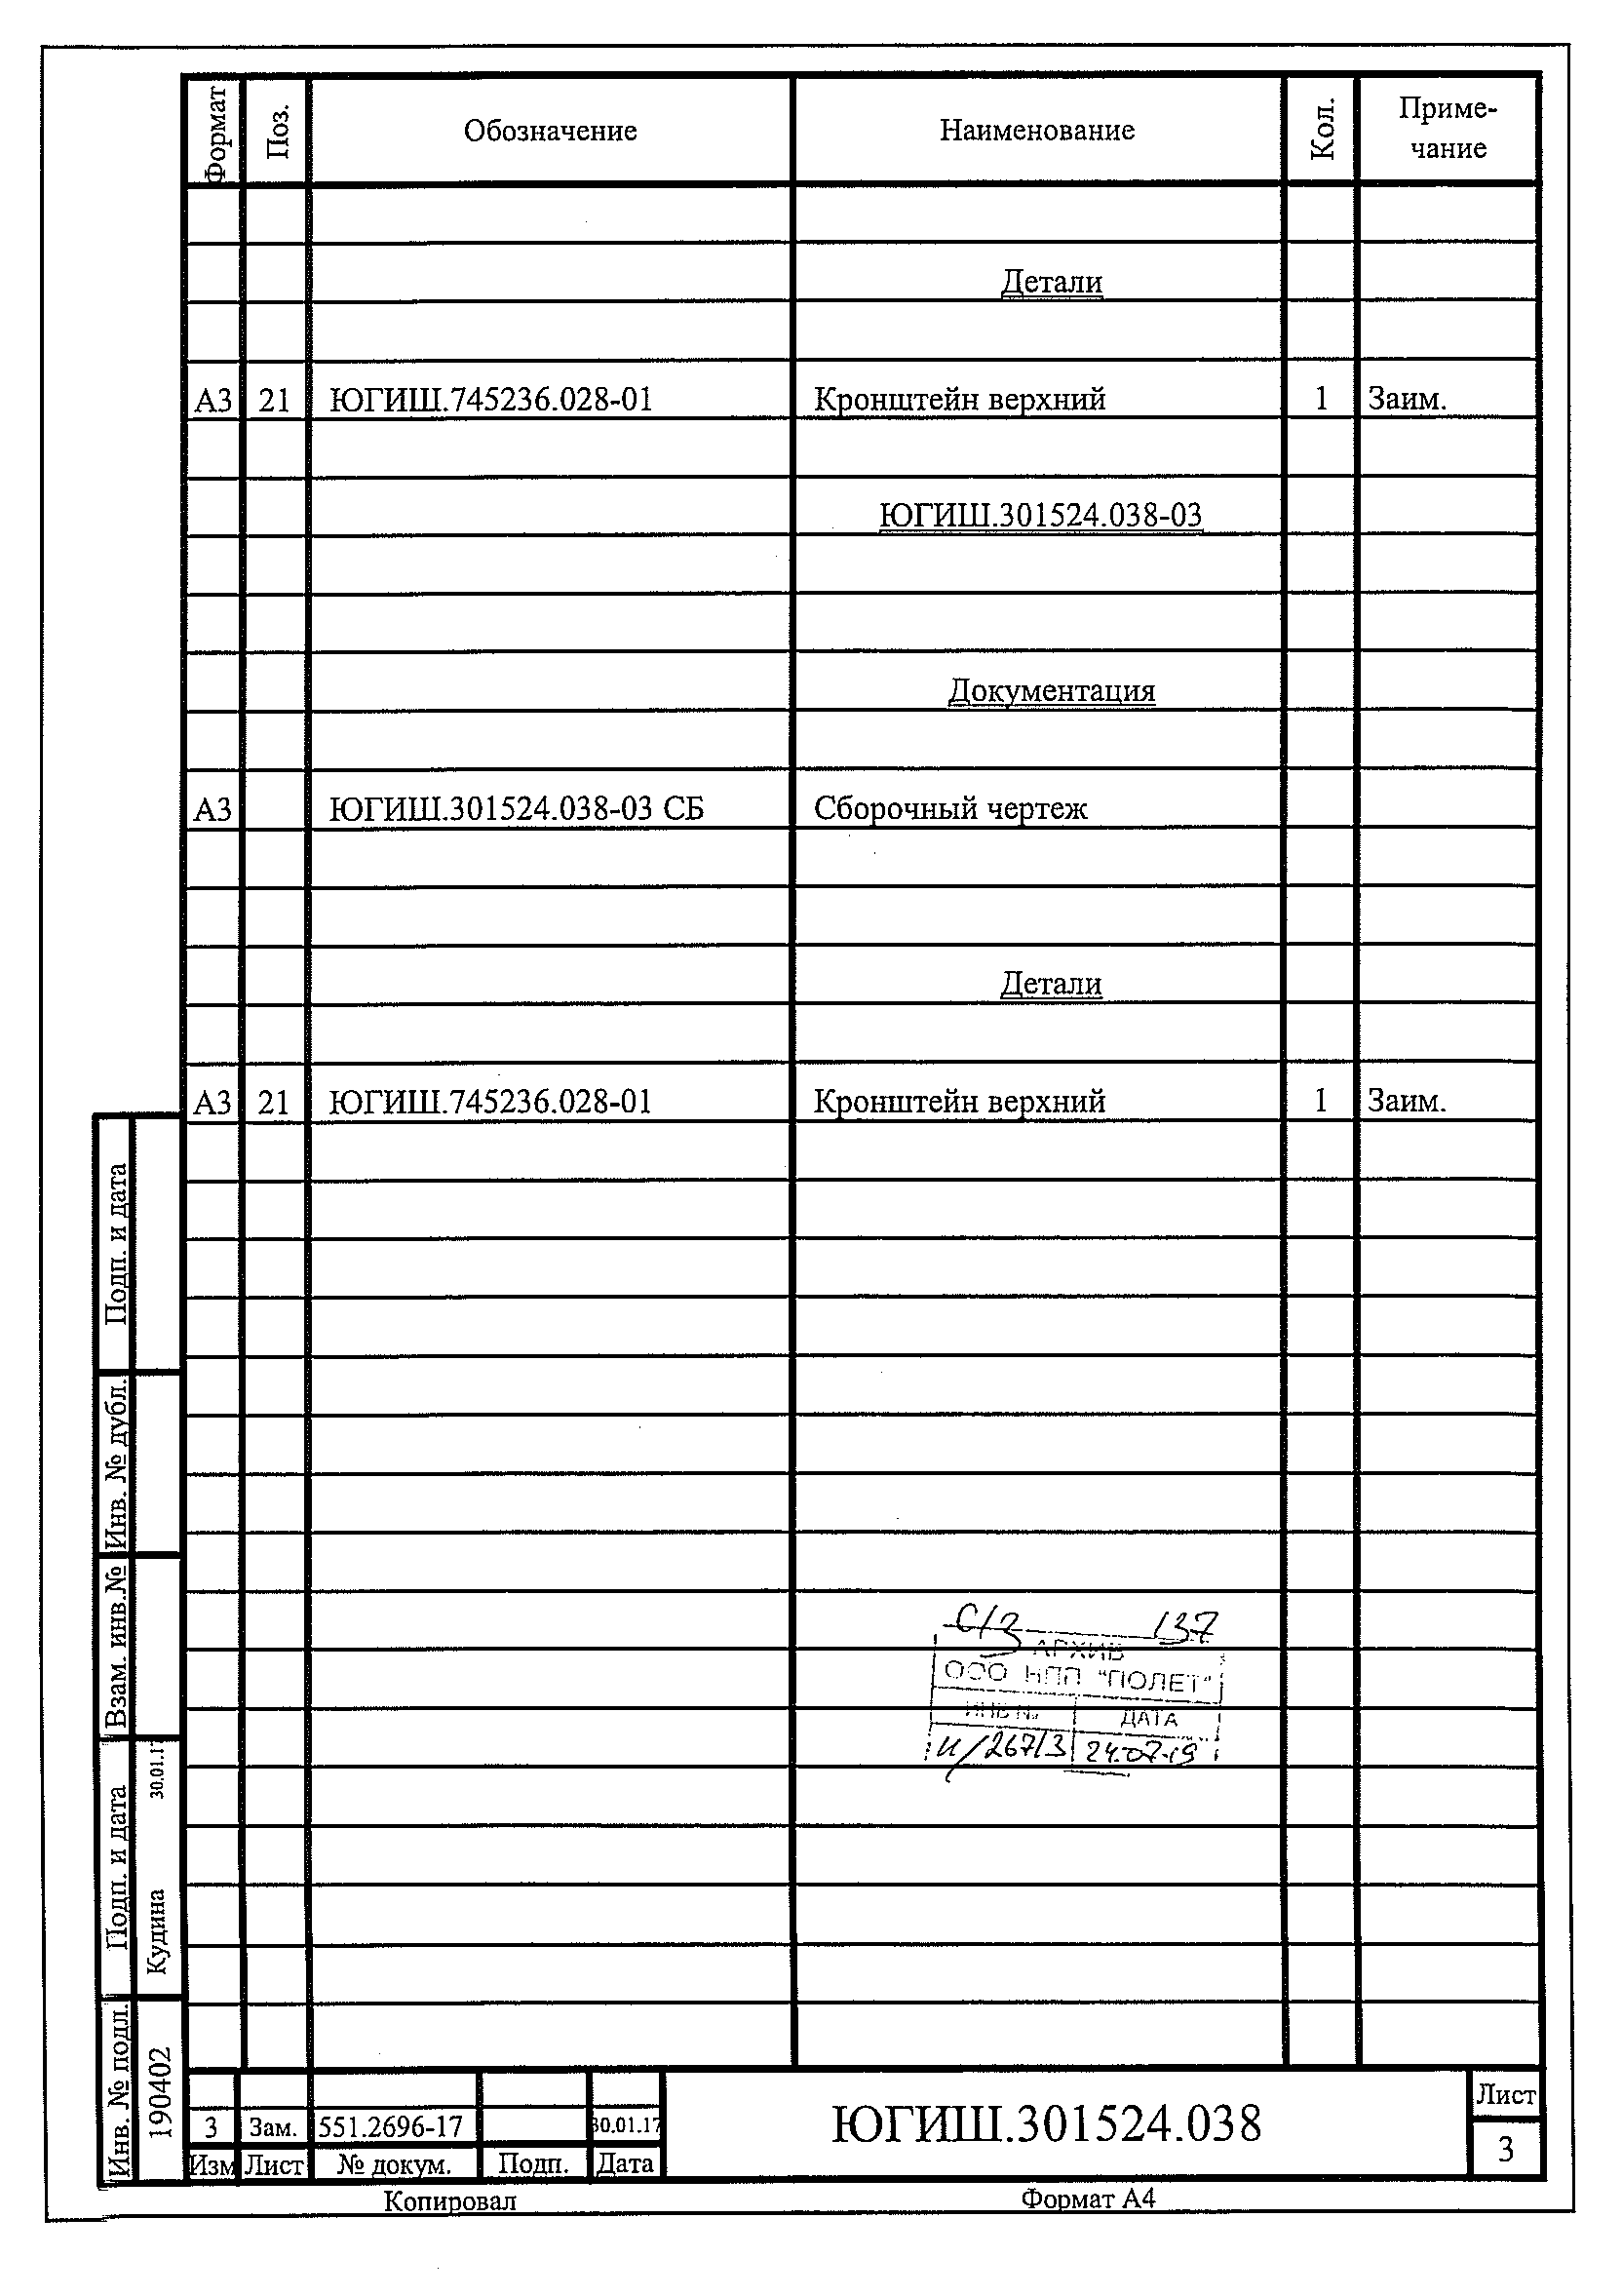 Формат Поз. Обозначение Наименование Кол. Приме-
чание
Детали
А3 21 ЮГИШ.745236.028-01 Кронштейн верхний 1 Заим.
ЮГИШ.301524.038-03
Документация
А3 ЮГИШ.301524.038-03 СБ Сборочный чертеж
Детали
А3 21 ЮГИШ.745236.028-01 Кронштейн верхний 1 Заим.
Подп. и дата
Инв. № дубл.
Взам. инв.№
Подп. и дата
Кудина 30.01.17
Инв. № подл.
190402
С/З 137
АРХИВ
ООО НПП "ПОЛЕТ"
ИНВ № ДАТА
И/267/3 24.07.19
3 Зам. 551.2696-17 30.01.17
Изм Лист № докум. Подп. Дата
ЮГИШ.301524.038
Лист
3
Копировал Формат А4